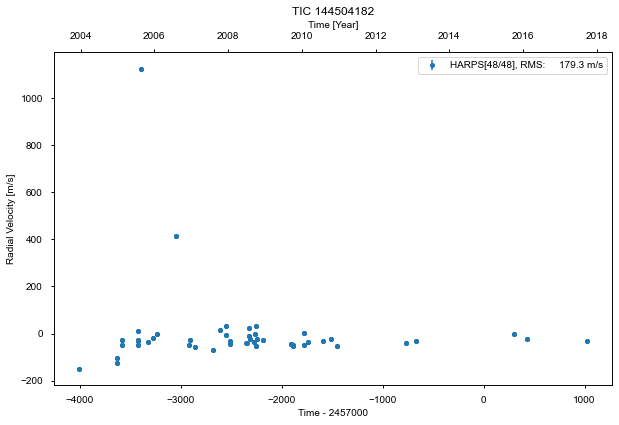 TIC 144504182
Time [Year]
2004 2006 2008 2010 2012 2014 2016 2018
HARPS[48/48], RMS: 179.3 m/s
1000
800
600
400
200
0
−200
Radial Velocity [m/s]
−4000 −3000 −2000 −1000 0 1000
Time - 2457000